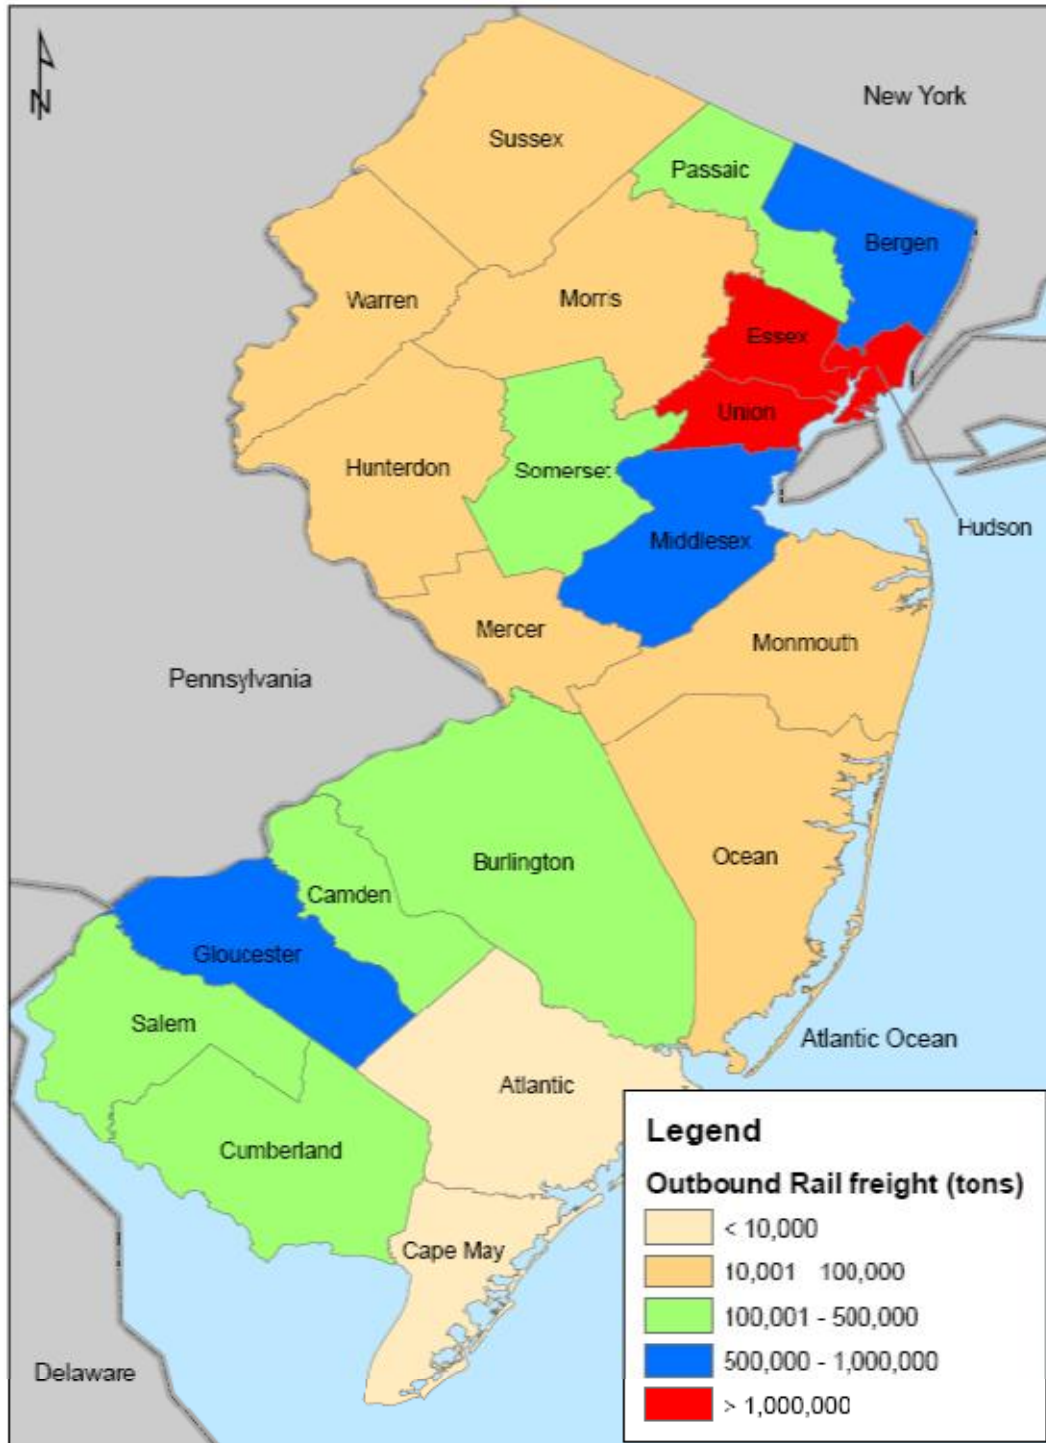 N
New York
Sussex
Passaic
Bergen
Warren
Morris
Essex
Union
Hunterdon
Somerset
Hudson
Middlesex
Mercer
Monmouth
Pennsylvania
Burlington
Ocean
Camden
Gloucester
Salem
Atlantic Ocean
Atlantic
Cumberland
Cape May
Delaware
Legend
Outbound Rail freight (tons)
< 10,000
10,001   100,000
100,001 - 500,000
500,000 - 1,000,000
> 1,000,000